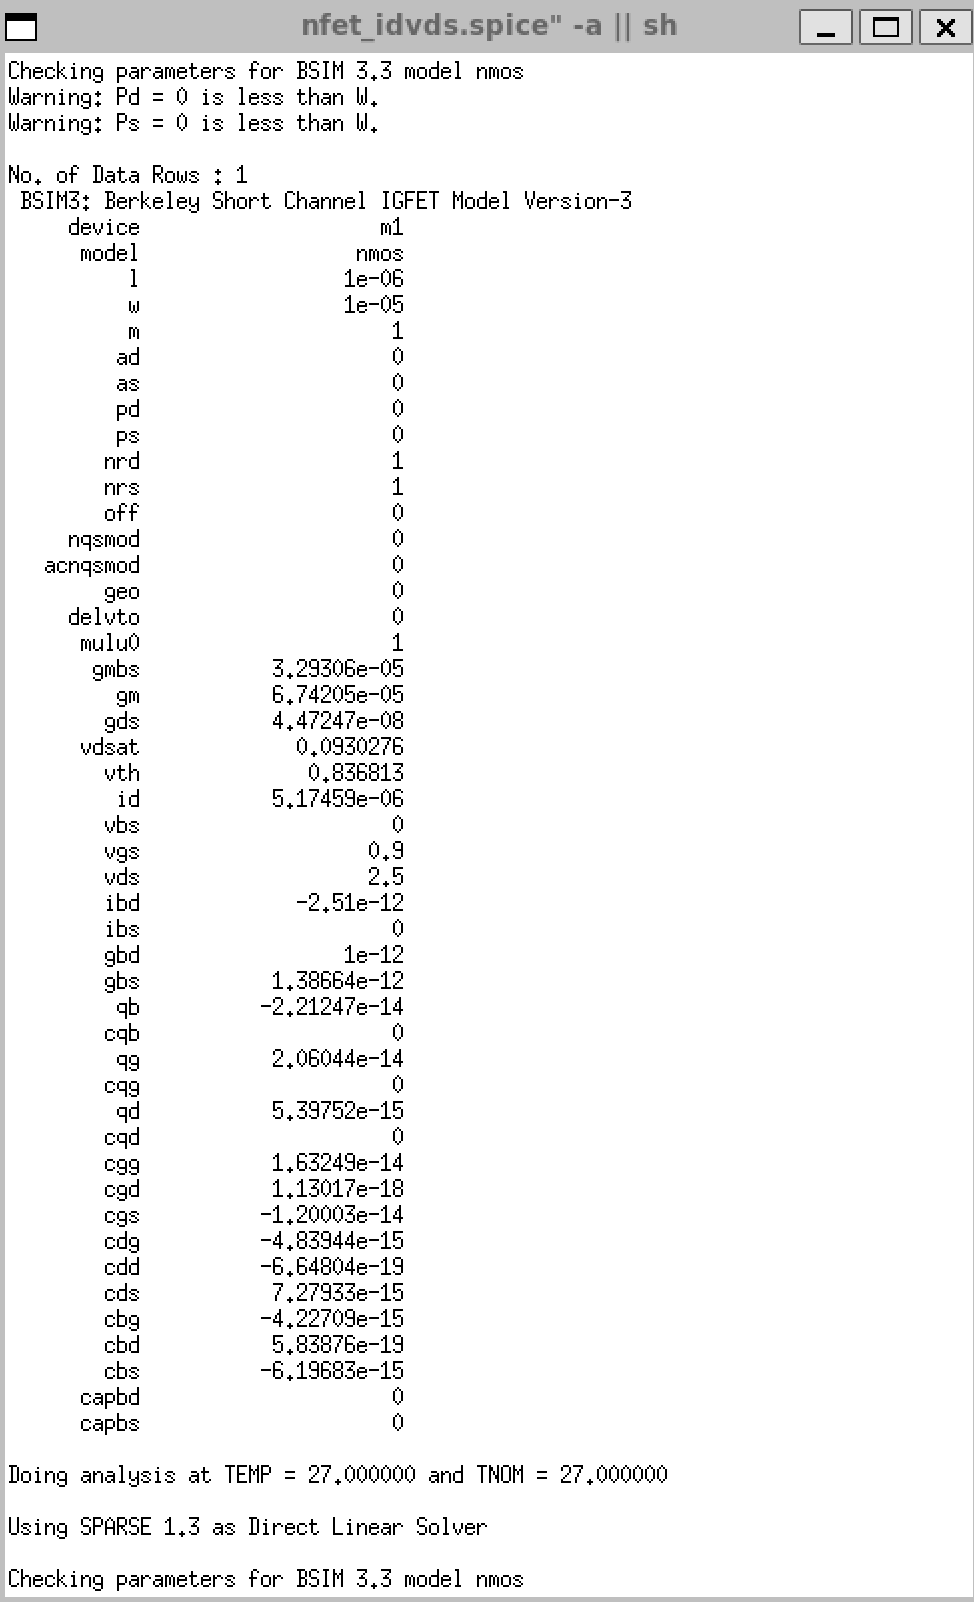 nfet_idvds.spice" -a || sh
Checking parameters for BSIM 3.3 model nmos
Warning: Pd = 0 is less than W.
Warning: Ps = 0 is less than W.
No. of Data Rows : 1
BSIM3: Berkeley Short Channel IGFET Model Version-3
device m1
model nmos
l 1e-06
w 1e-05
m 1
ad 0
as 0
pd 0
ps 0
nrd 1
nrs 1
off 0
nqsmod 0
acnqsmod 0
geo 0
delvto 0
mulu0 1
gmbs 3.29306e-05
gm 6.74205e-05
gds 4.47247e-08
vdsat 0.0930276
vth 0.836813
id 5.17459e-06
vbs 0
vgs 0.9
vds 2.5
ibd -2.51e-12
ibs 0
gbd 1e-12
gbs 1.38664e-12
qb -2.21247e-14
cqb 0
qg 2.06044e-14
cqg 0
qd 5.39752e-15
cqd 0
cgg 1.63249e-14
cgd 1.13017e-18
cgs -1.20003e-14
cdg -4.83944e-15
cdd -6.64804e-19
cds 7.27933e-15
cbg -4.22709e-15
cbd 5.83876e-19
cbs -6.19683e-15
capbd 0
capbs 0
Doing analysis at TEMP = 27.000000 and TNOM = 27.000000
Using SPARSE 1.3 as Direct Linear Solver
Checking parameters for BSIM 3.3 model nmos